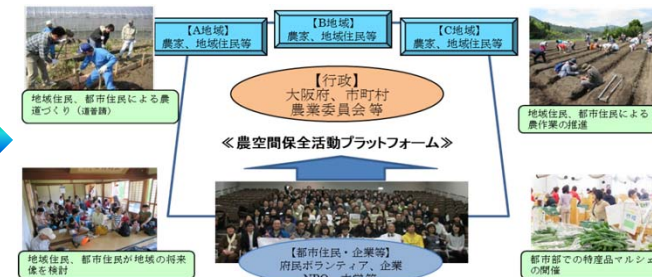 【A地域】
農家、地域住民等
【B地域】
農家、地域住民等
【C地域】
農家、地域住民等
【行政】
大阪府、市町村
農業委員会等
≪農空間保全活動プラットフォーム≫
地域住民、都市住民による農
道づくり（道普請）
地域住民、都市住民による
農作業の推進
地域住民、都市住民が地域の将来
像を検討
【都市住民・企業等】
府民ボランティア、企業
NPO、大学等
都市部での特産品マルシェ
の開催